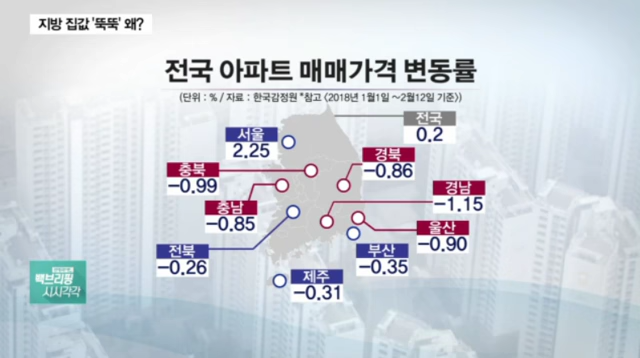 지방 집값 '뚝뚝' 왜?
전국 아파트 매매가격 변동률
(단위 : % / 자료 : 한국감정원 *참고 <2018년 1월1일 ~2월12일 기준>)
전국
0.2
서울
2.25
충북
-0.99
경북
-0.86
충남
-0.85
경남
-1.15
울산
-0.90
전북
-0.26
부산
-0.35
제주
-0.31
백브리핑
시시각각